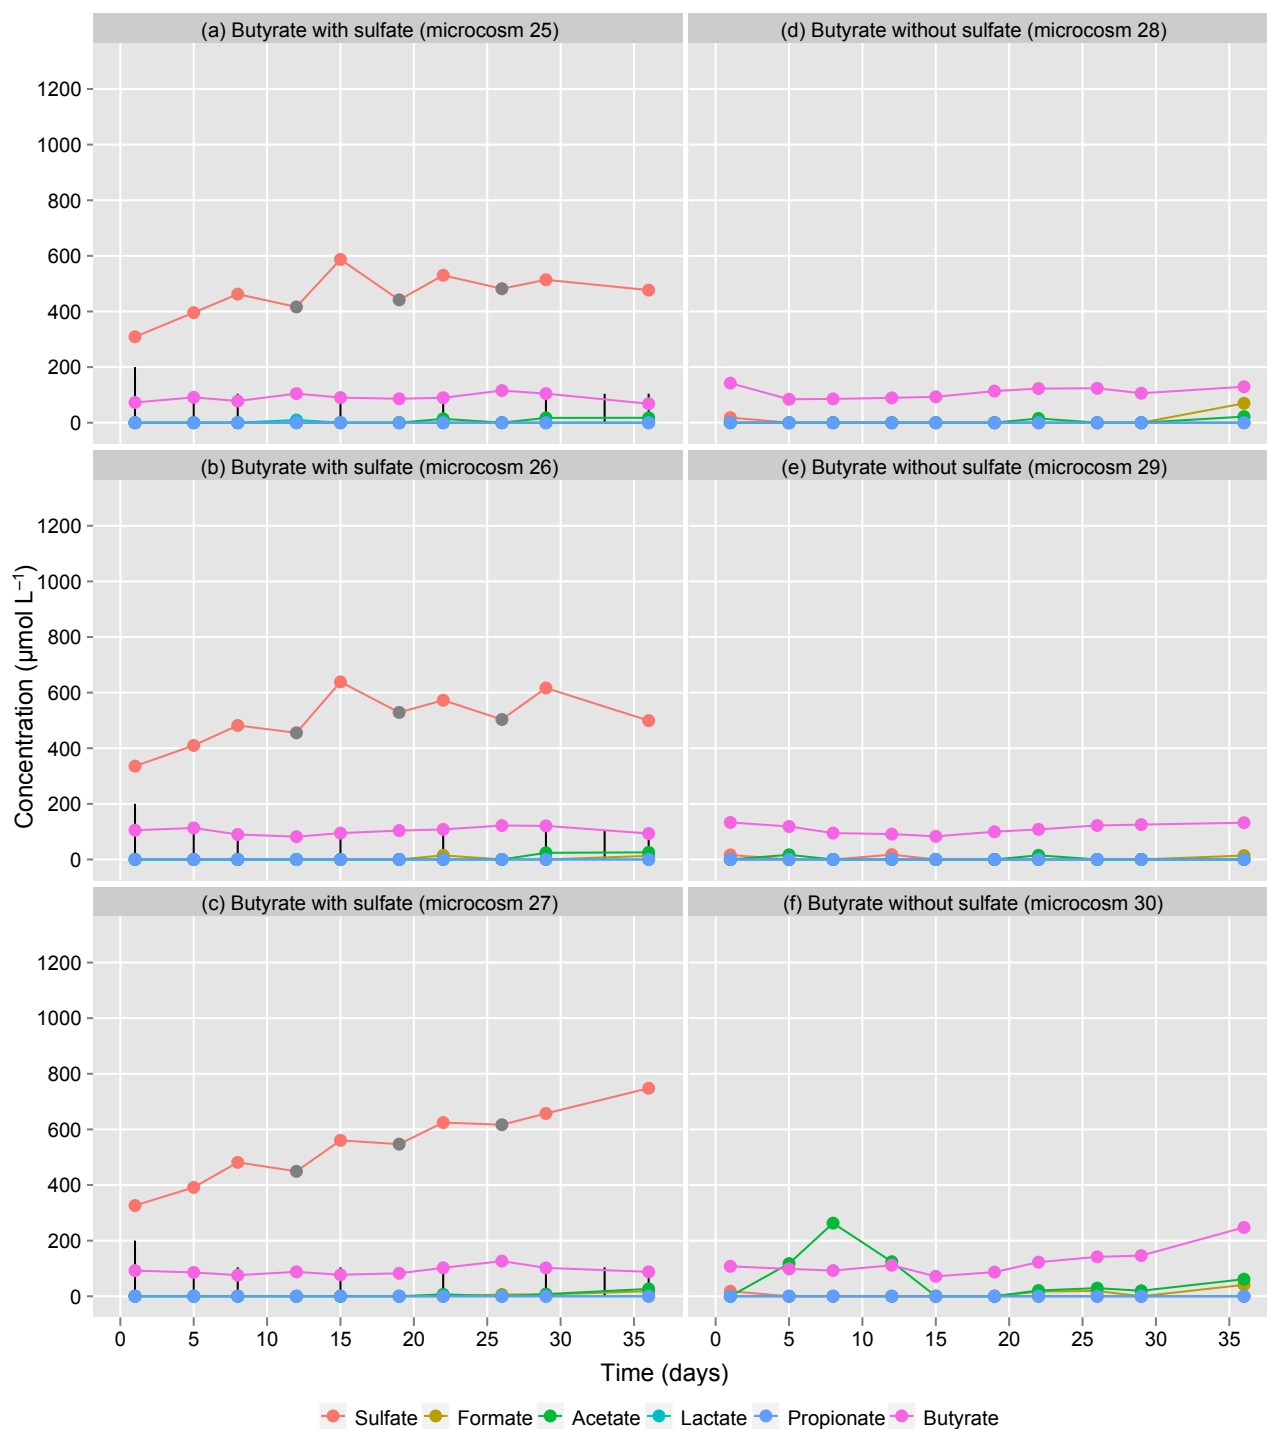 (a) Butyrate with sulfate (microcosm 25)
(d) Butyrate without sulfate (microcosm 28)
1200
1000
800
600
400
200
0
(b) Butyrate with sulfate (microcosm 26)
(e) Butyrate without sulfate (microcosm 29)
1200
1000
800
600
400
200
0
Concentration (µmol L⁻¹)
(c) Butyrate with sulfate (microcosm 27)
(f) Butyrate without sulfate (microcosm 30)
1200
1000
800
600
400
200
0
0 5 10 15 20 25 30 35 0 5 10 15 20 25 30 35
Time (days)
Sulfate Formate Acetate Lactate Propionate Butyrate